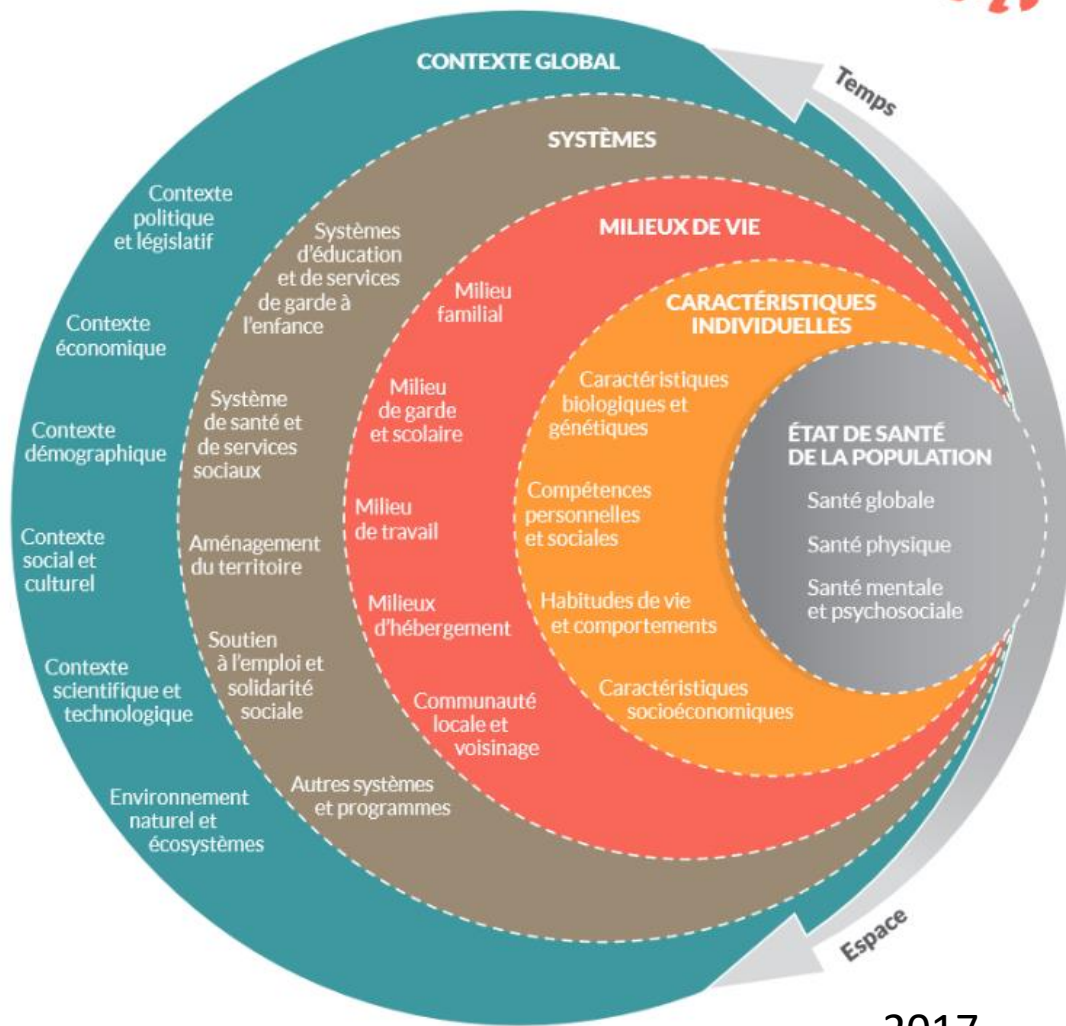 CONTEXTE GLOBAL
Temps
SYSTÈMES
Contexte
politique
et législatif
Systèmes
d'éducation
et de services
de garde à
l'enfance
MILIEUX DE VIE
Milieu
familial
CARACTÉRISTIQUES
INDIVIDUELLES
Contexte
économique
Milieu
de garde
et scolaire
Caractéristiques
biologiques et
génétiques
Système
de santé et
de services
sociaux
Contexte
démographique
ÉTAT DE SANTÉ
DE LA POPULATION
Santé globale
Santé physique
Santé mentale
et psychosociale
Compétences
personnelles
et sociales
Milieu
de travail
Aménagement
du territoire
Contexte
social et
culturel
Habitudes de vie
et comportements
Milieux
d'hébergement
Soutien
à l'emploi et
solidarité
sociale
Contexte
scientifique et
technologique
Caractéristiques
socioéconomiques
Communauté
locale et
voisinage
Autres systèmes
et programmes
Environnement
naturel et
écosystèmes
Espace